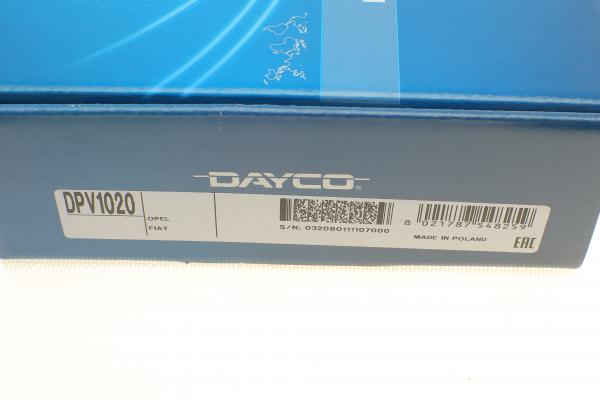 DAYCO®
DPV1020
OPEL
FIAT
S/N: 032080111107000
8 021787 548259
MADE IN POLAND
EAC